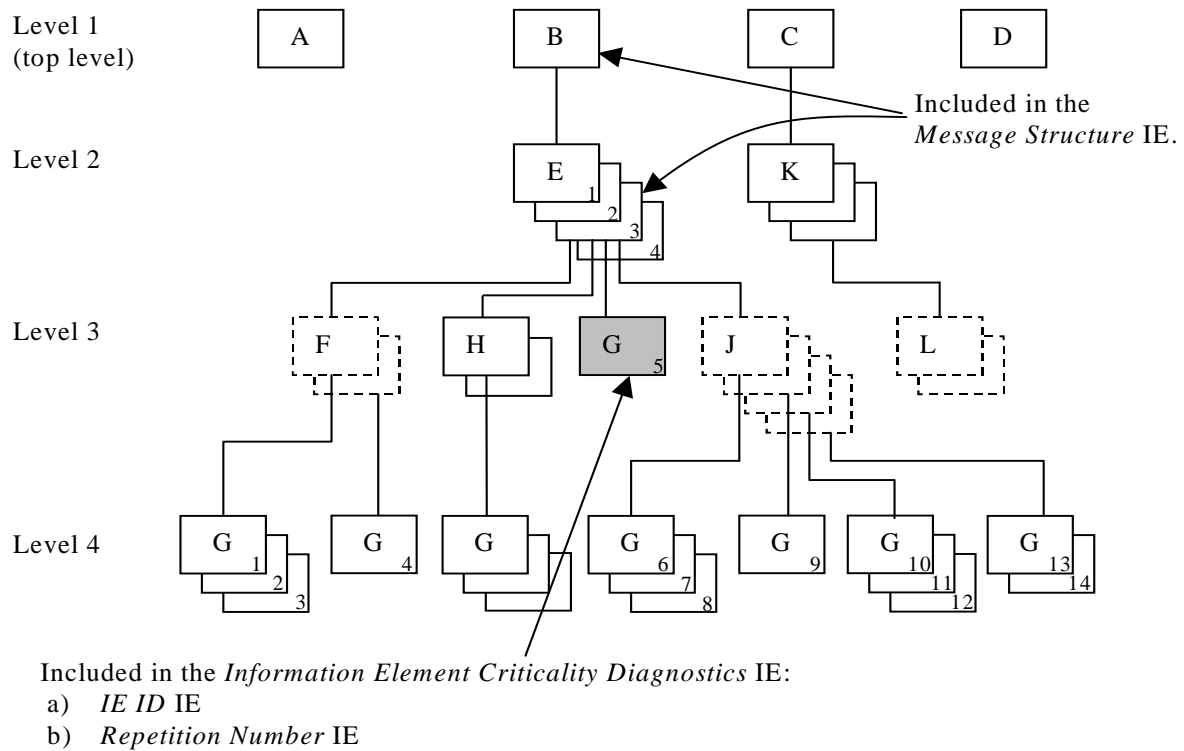 Level 1
(top level)
A
B
C
D
Included in the
Message Structure IE.
Level 2
E
1
2
3
4
K
Level 3
F
H
G
5
J
L
Level 4
G
1
2
3
G
4
G
G
6
7
8
G
9
G
10
11
12
G
13
14
Included in the Information Element Criticality Diagnostics IE:
a) IE ID IE
b) Repetition Number IE